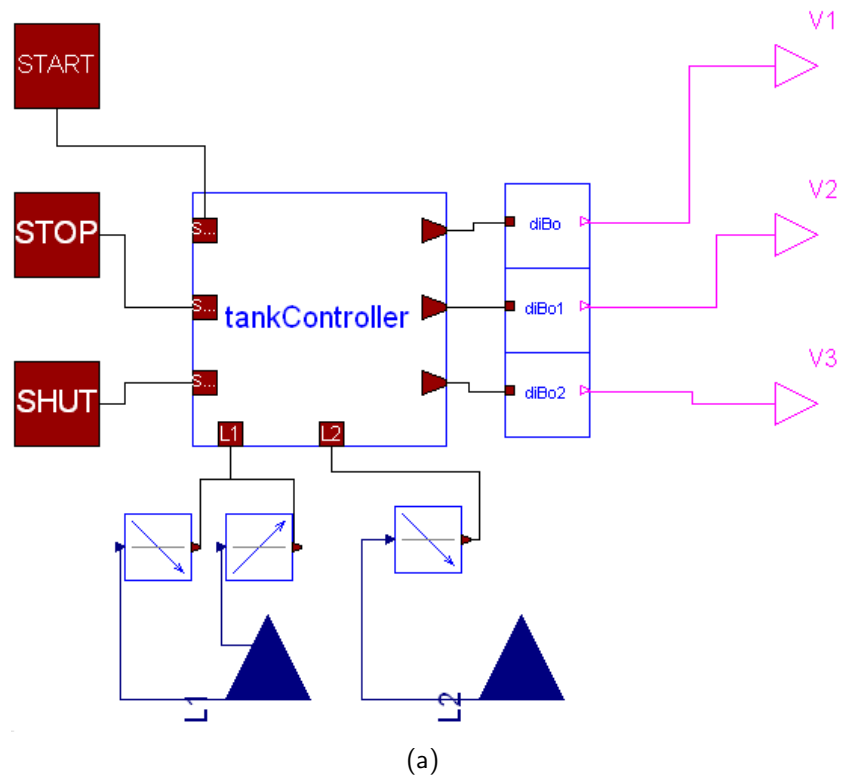 V1
START
V2
STOP
S...
diBo
S...
tankController
diBo1
V3
SHUT
S...
diBo2
L1
L2
L1
L2
(a)